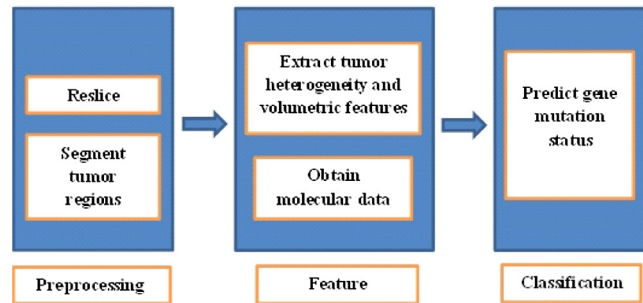 Reslice
Segment
tumor
regions
Preprocessing
Extract tumor
heterogeneity and
volumetric features
Obtain
molecular data
Feature
Predict gene
mutation
status
Classification